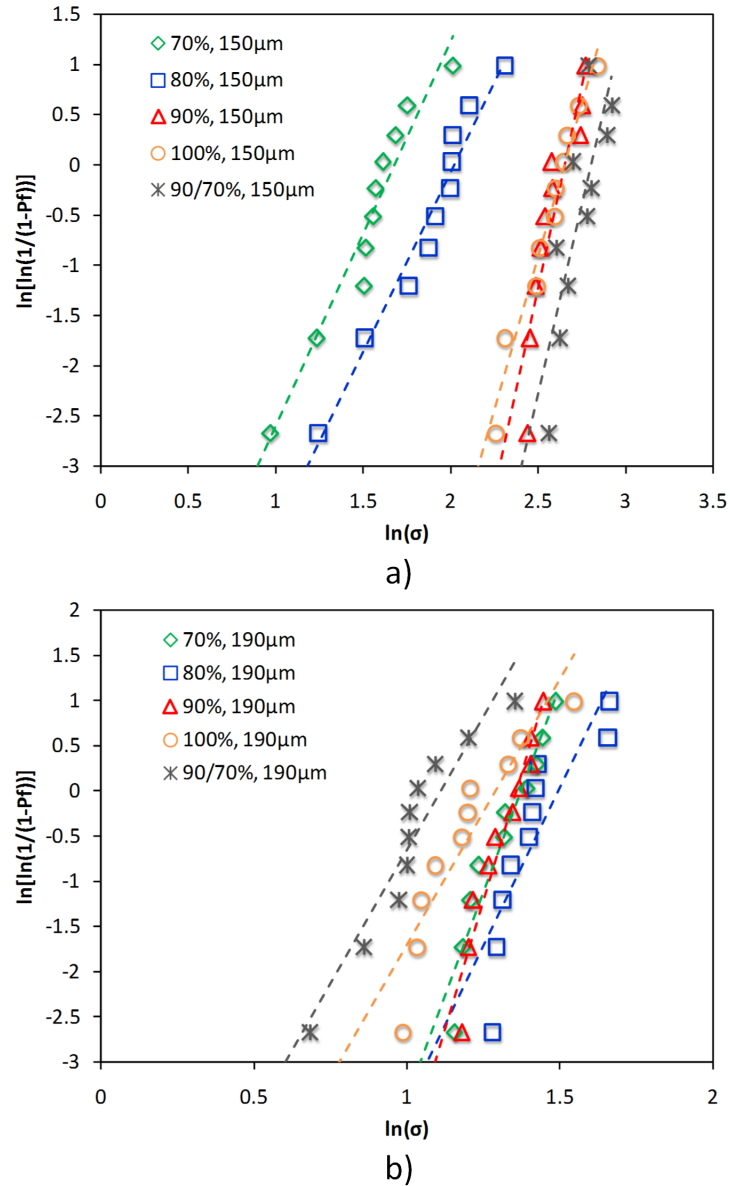 1.5
1
0.5
0
-0.5
-1
-1.5
-2
-2.5
-3
ln[ln(1/(1-Pf))]
70%, 150µm
80%, 150µm
90%, 150µm
100%, 150µm
90/70%, 150µm
0 0.5 1 1.5 2 2.5 3 3.5
ln(σ)
a)
2
1.5
1
0.5
0
-0.5
-1
-1.5
-2
-2.5
-3
ln[ln(1/(1-Pf))]
70%, 190µm
80%, 190µm
90%, 190µm
100%, 190µm
90/70%, 190µm
0 0.5 1 1.5 2
ln(σ)
b)